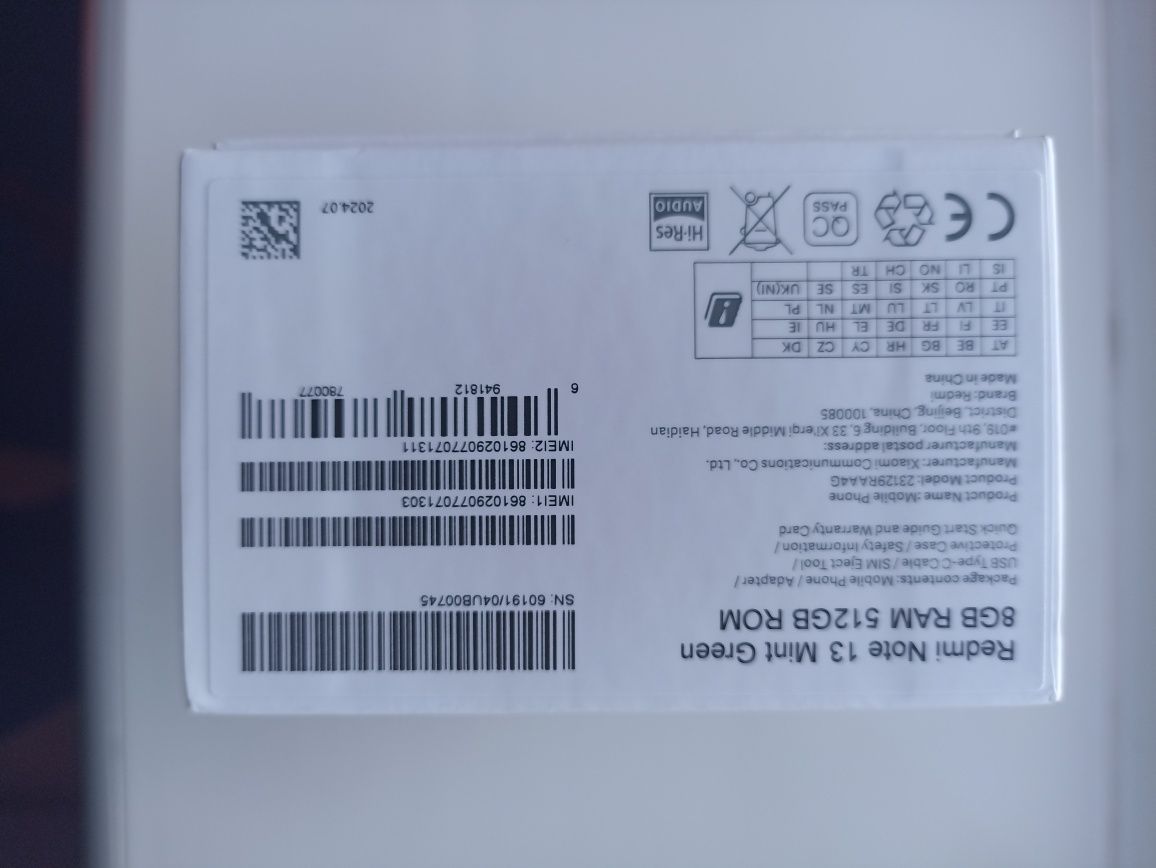 Redmi Note 13 Mint Green
8GB RAM 512GB ROM
Package contents: Mobile Phone / Adapter /
USB Type-C Cable / SIM Eject Tool /
Protective Case / Safety Information /
Quick Start Guide and Warranty Card
Product Name: Mobile Phone
Product Model: 23129RAA4G
Manufacturer: Xiaomi Communications Co., Ltd.
Manufacturer postal address:
#019, 9th Floor, Building 6, 33 Xi'erqi Middle Road, Haidian
District, Beijing, China, 100085
Brand: Redmi
Made in China
AT BE BG HR CY CZ DK
EE FI FR DE EL HU IE
IT LV LT LU MT NL PL
PT RO SK SI ES SE UK(NI)
IS LI NO CH TR
CE
QC PASS
Hi-Res
AUDIO
SN: 60191/04UB00745
IMEI1: 861029077071303
IMEI2: 861029077071311
6 941812 780077
2024.07